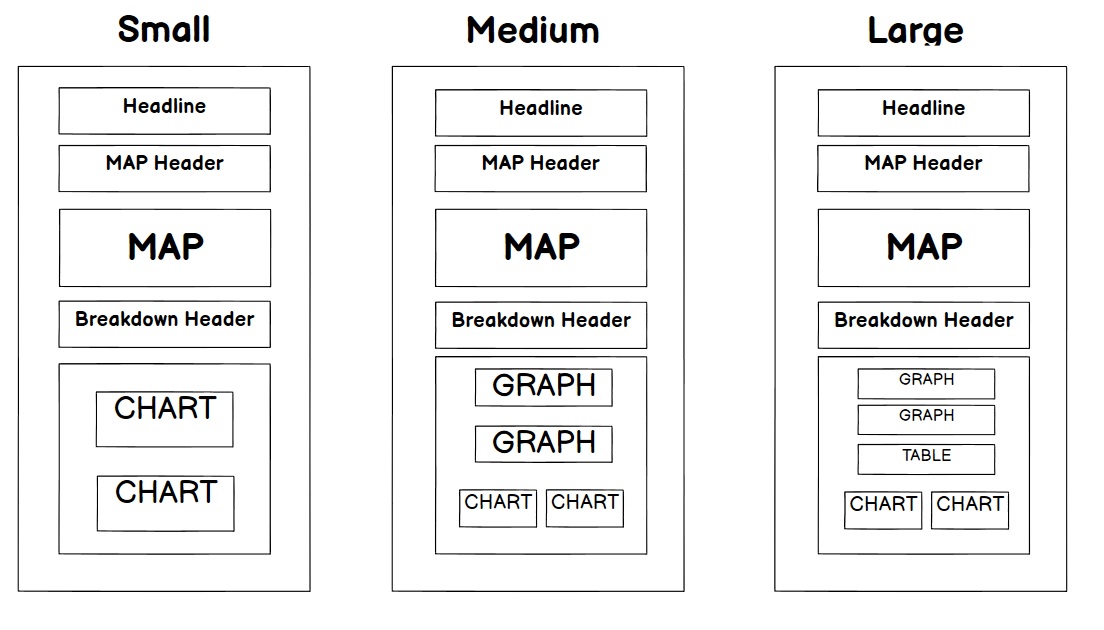 Small
Headline
MAP Header
MAP
Breakdown Header
CHART
CHART
Medium
Headline
MAP Header
MAP
Breakdown Header
GRAPH
GRAPH
CHART CHART
Large
Headline
MAP Header
MAP
Breakdown Header
GRAPH
GRAPH
TABLE
CHART CHART